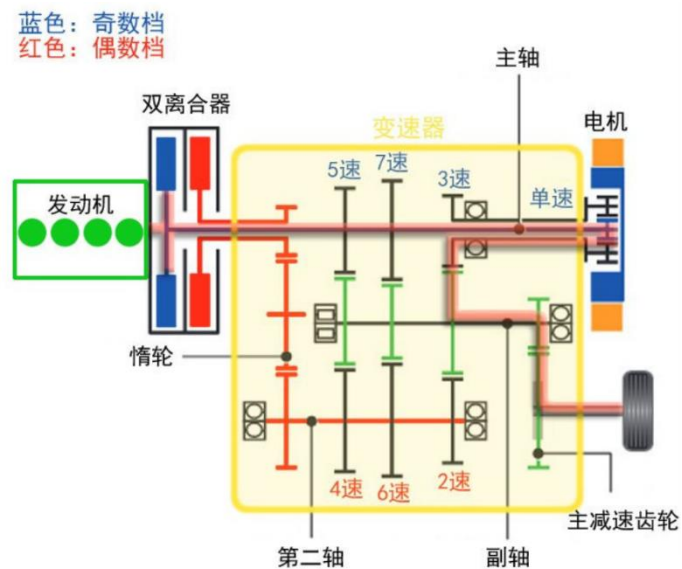 蓝色：奇数档
红色：偶数档
主轴
双离合器
变速器
电机
5速
7速
3速
单速
发动机
惰轮
4速
6速
2速
主减速齿轮
第二轴
副轴